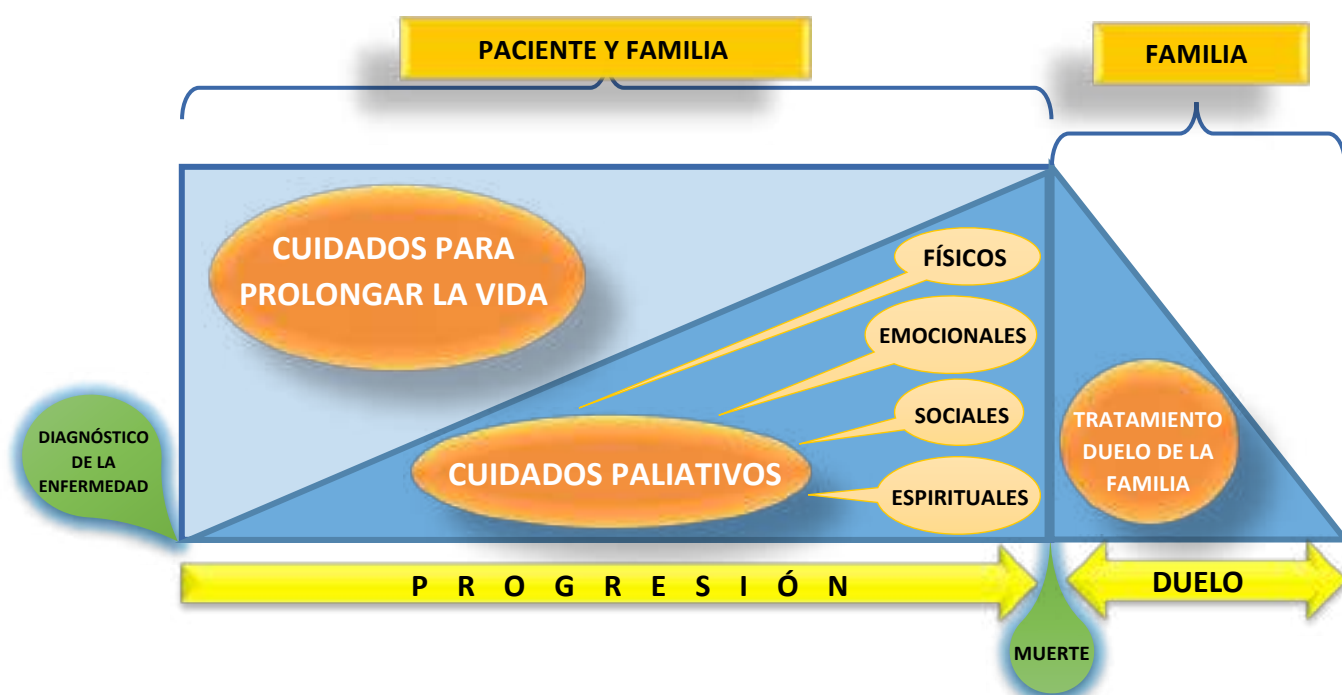 PACIENTE Y FAMILIA
FAMILIA
CUIDADOS PARA
PROLONGAR LA VIDA
FÍSICOS
EMOCIONALES
SOCIALES
ESPIRITUALES
CUIDADOS PALIATIVOS
DIAGNÓSTICO
DE LA
ENFERMEDAD
TRATAMIENTO
DUELO DE LA
FAMILIA
P R O G R E S I Ó N
DUELO
MUERTE